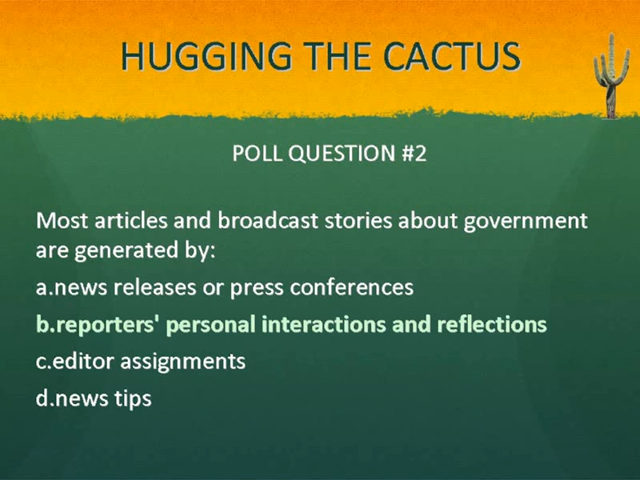 HUGGING THE CACTUS
POLL QUESTION #2
Most articles and broadcast stories about government
are generated by:
a.news releases or press conferences
b.reporters' personal interactions and reflections
c.editor assignments
d.news tips